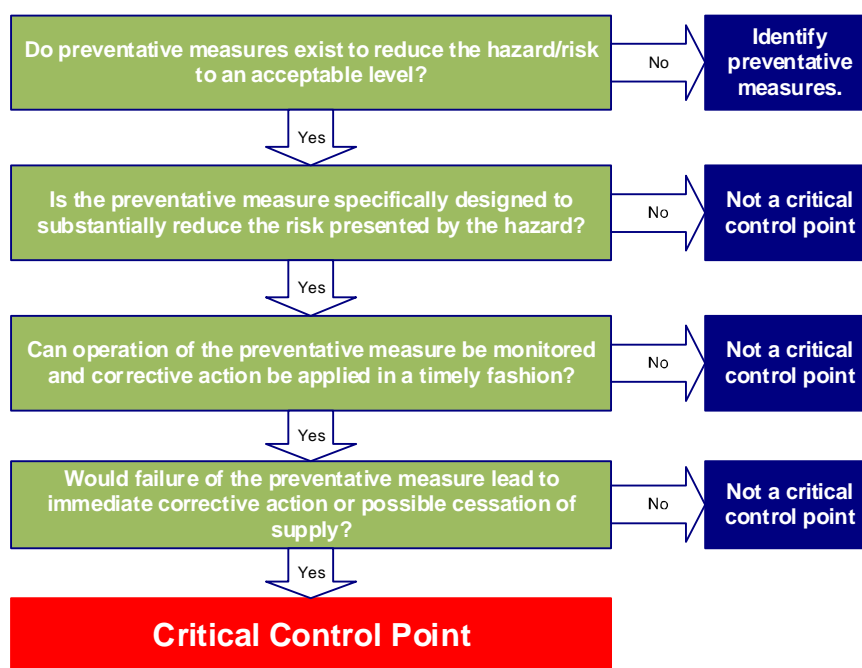 Do preventative measures exist to reduce the hazard/risk
to an acceptable level?
No
Identify
preventative
measures.
Yes
Is the preventative measure specifically designed to
substantially reduce the risk presented by the hazard?
No
Not a critical
control point
Yes
Can operation of the preventative measure be monitored
and corrective action be applied in a timely fashion?
No
Not a critical
control point
Yes
Would failure of the preventative measure lead to
immediate corrective action or possible cessation of
supply?
No
Not a critical
control point
Yes
Critical Control Point